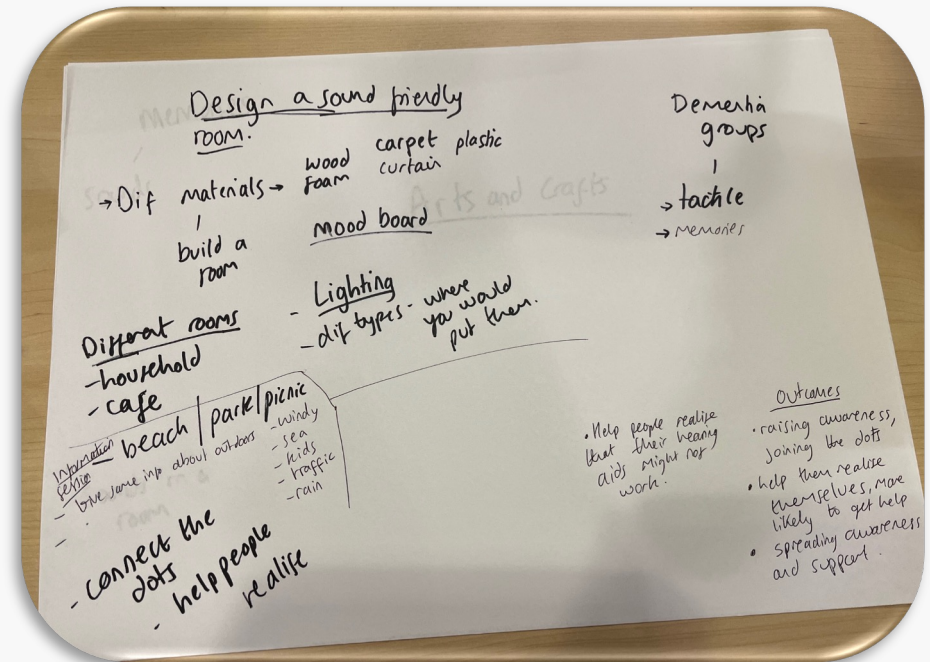 Design a sound friendly
room.
→ Dif materials →
wood carpet plastic
foam curtain
build a
room
mood board
Dementia
groups
→ tactile
→ memories
Different rooms
- household
- cafe
- Lighting
- dif types - where
you would
put them.
Information
- beach | park | picnic
- Give some info about outdoors
- windy
- sea
- kids
- traffic
- rain
- connect the
dots
- help people
realise
• Help people realise
that their hearing
aids might not
work.
Outcomes
• raising awareness,
joining the dots
• help them realise
themselves, more
likely to get help
• spreading awareness
and support.
Arts and Crafts
room